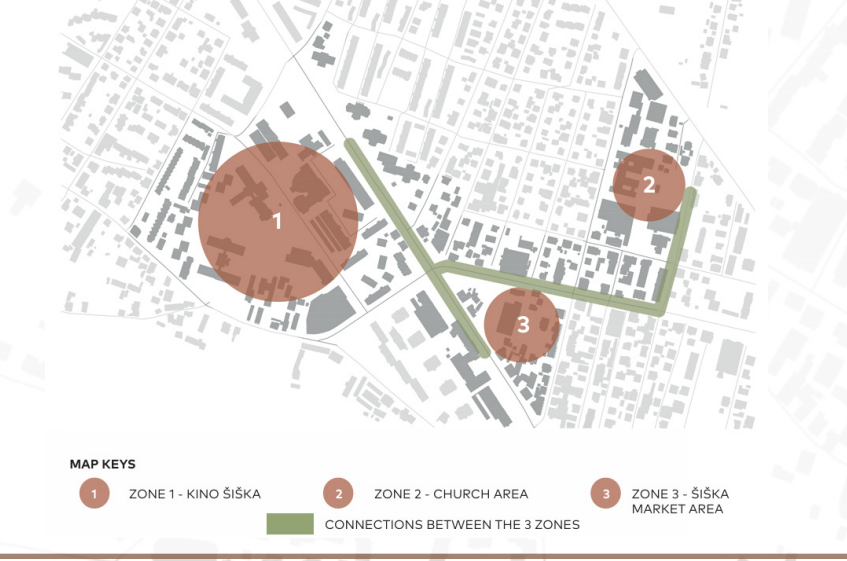 1
2
3
MAP KEYS
1 ZONE 1 - KINO ŠIŠKA
2 ZONE 2 - CHURCH AREA
3 ZONE 3 - ŠIŠKA
MARKET AREA
CONNECTIONS BETWEEN THE 3 ZONES